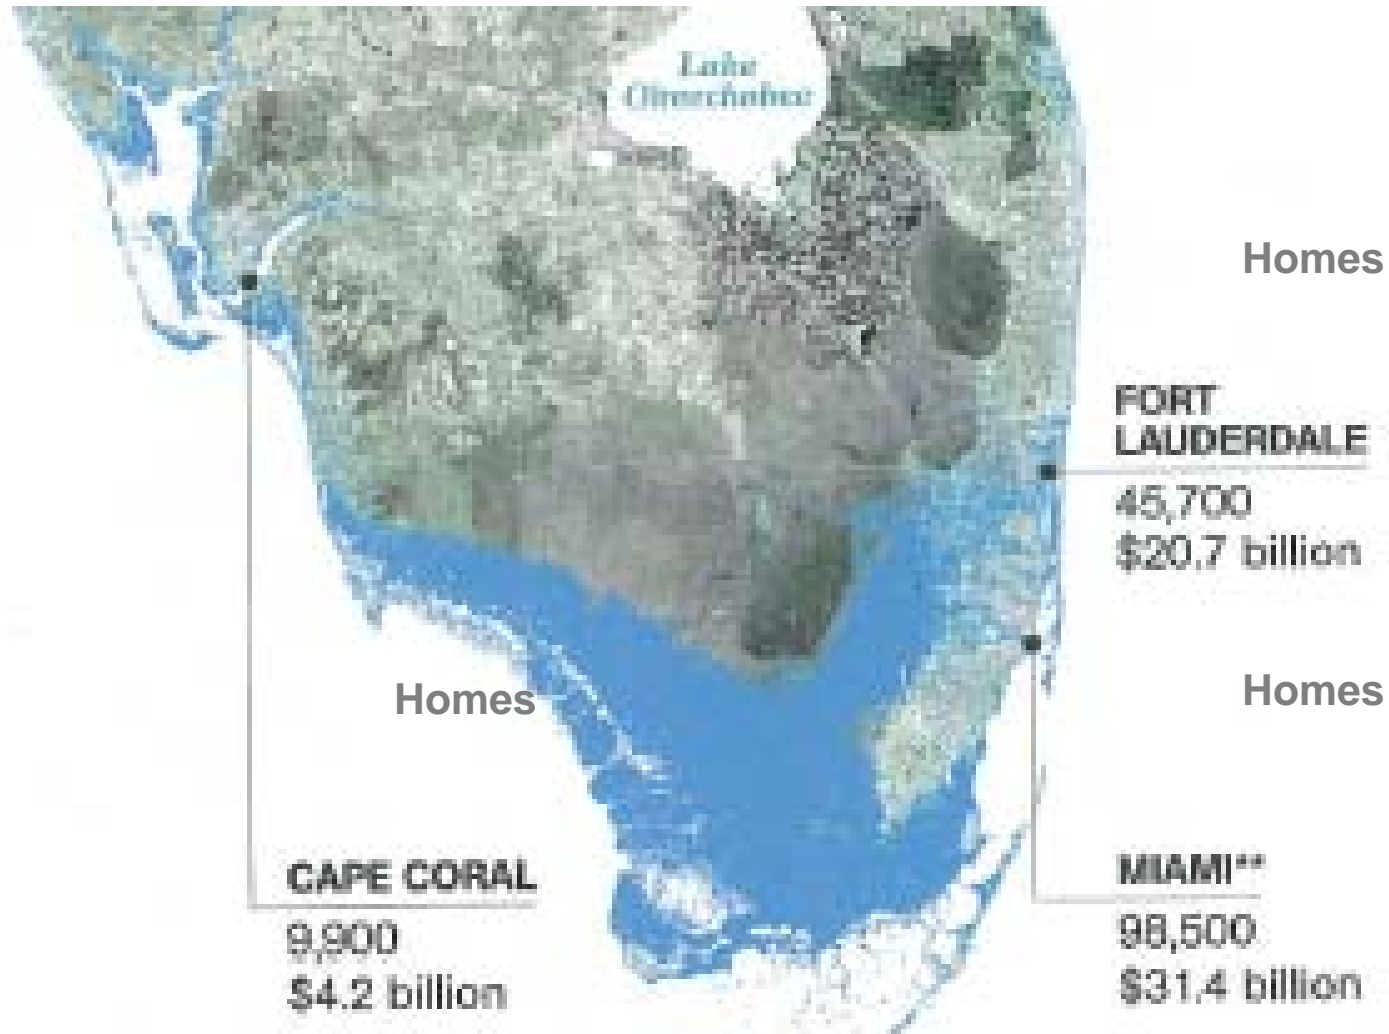 Lake
Homes
FORT
LAUDERDALE
45,700
$20.7 billion
Homes
Homes
CAPE CORAL
9,900
$4.2 billion
MIAMI**
98,500
$31.4 billion